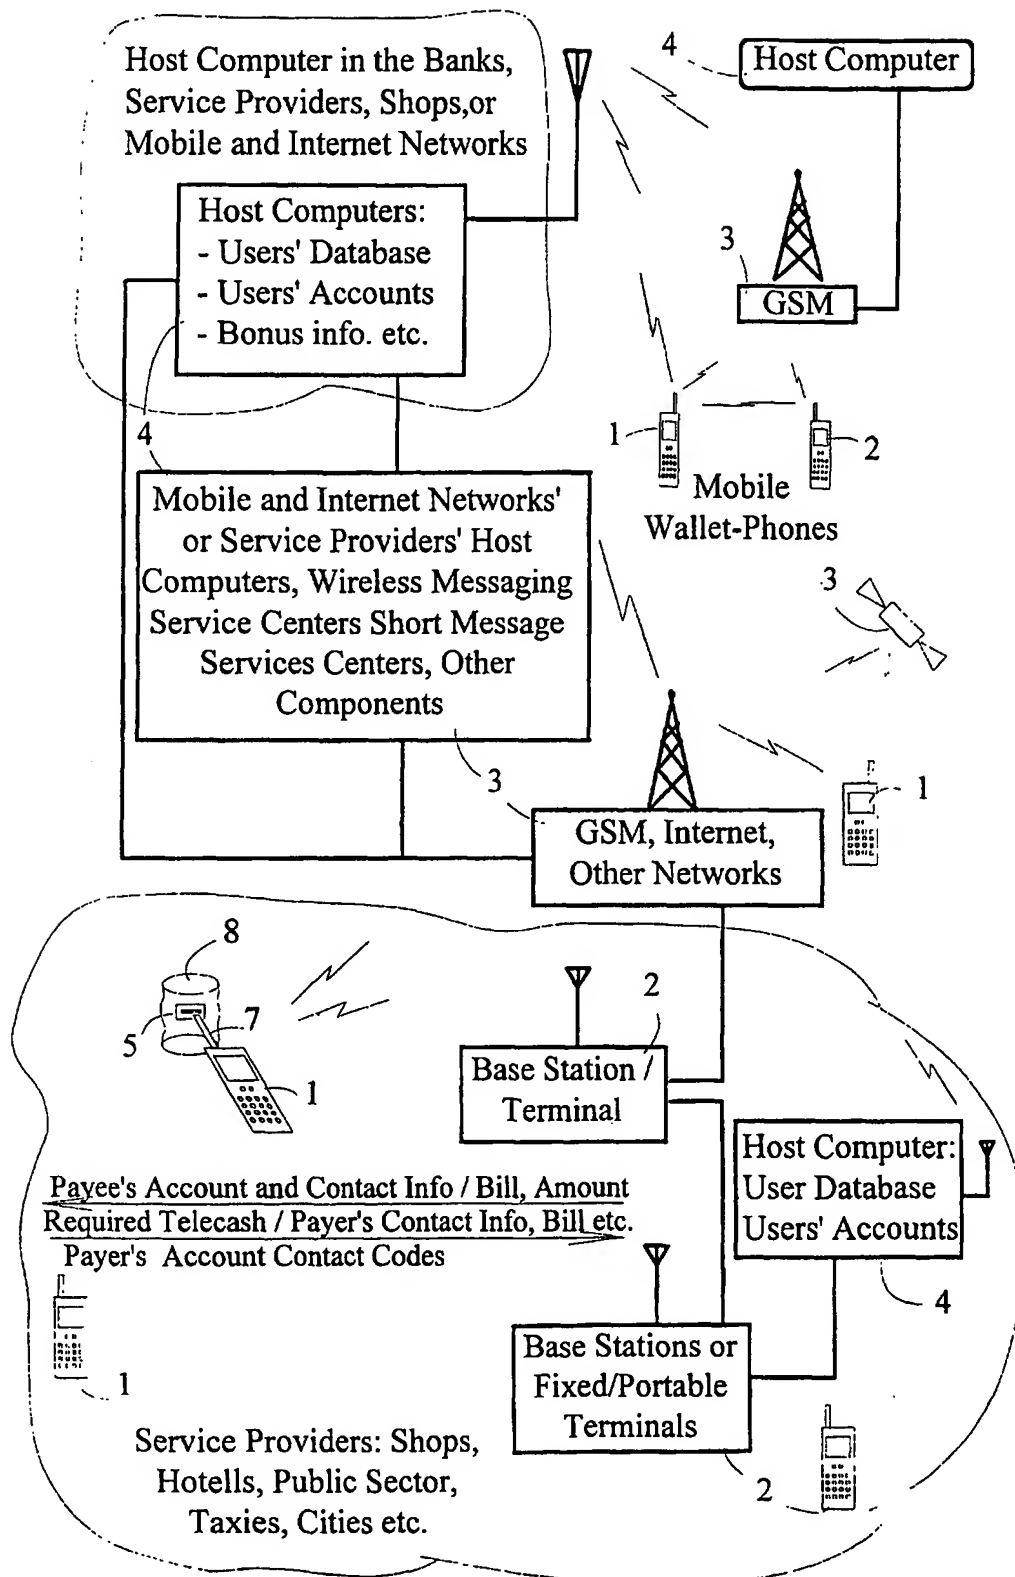 Host Computer in the Banks,
Service Providers, Shops,or
Mobile and Internet Networks
4
Host Computer
Host Computers:
- Users' Database
- Users' Accounts
- Bonus info. etc.
3
GSM
4
1
2
Mobile
Wallet-Phones
Mobile and Internet Networks'
or Service Providers' Host
Computers, Wireless Messaging
Service Centers Short Message
Services Centers, Other
Components
3
3
1
GSM, Internet,
Other Networks
8
5
7
1
2
Base Station /
Terminal
Host Computer:
User Database
Users' Accounts
4
Payee's Account and Contact Info / Bill, Amount
Required Telecash / Payer's Contact Info, Bill etc.
Payer's Account Contact Codes
1
Base Stations or
Fixed/Portable
Terminals
2
Service Providers: Shops,
Hotells, Public Sector,
Taxies, Cities etc.